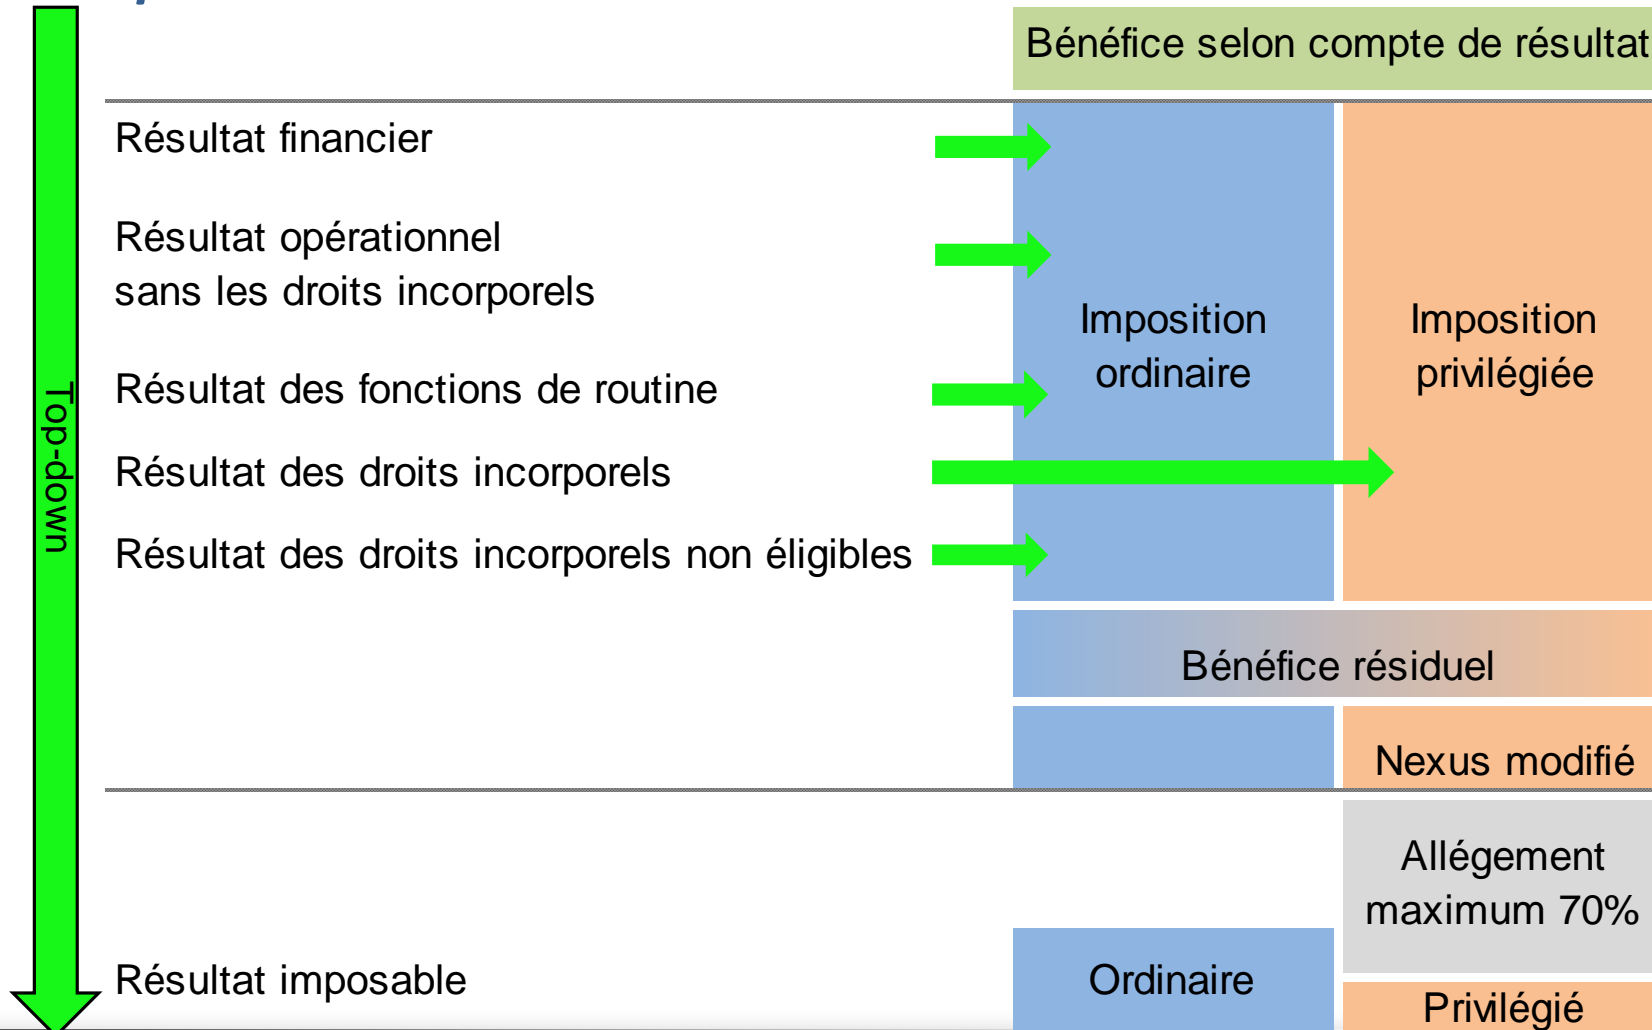 Bénéfice selon compte de résultat
Résultat financier
Résultat opérationnel
sans les droits incorporels
Imposition
ordinaire
Imposition
privilégiée
Résultat des fonctions de routine
Top-down
Résultat des droits incorporels
Résultat des droits incorporels non éligibles
Bénéfice résiduel
Nexus modifié
Allégement
maximum 70%
Résultat imposable
Ordinaire
Privilégié